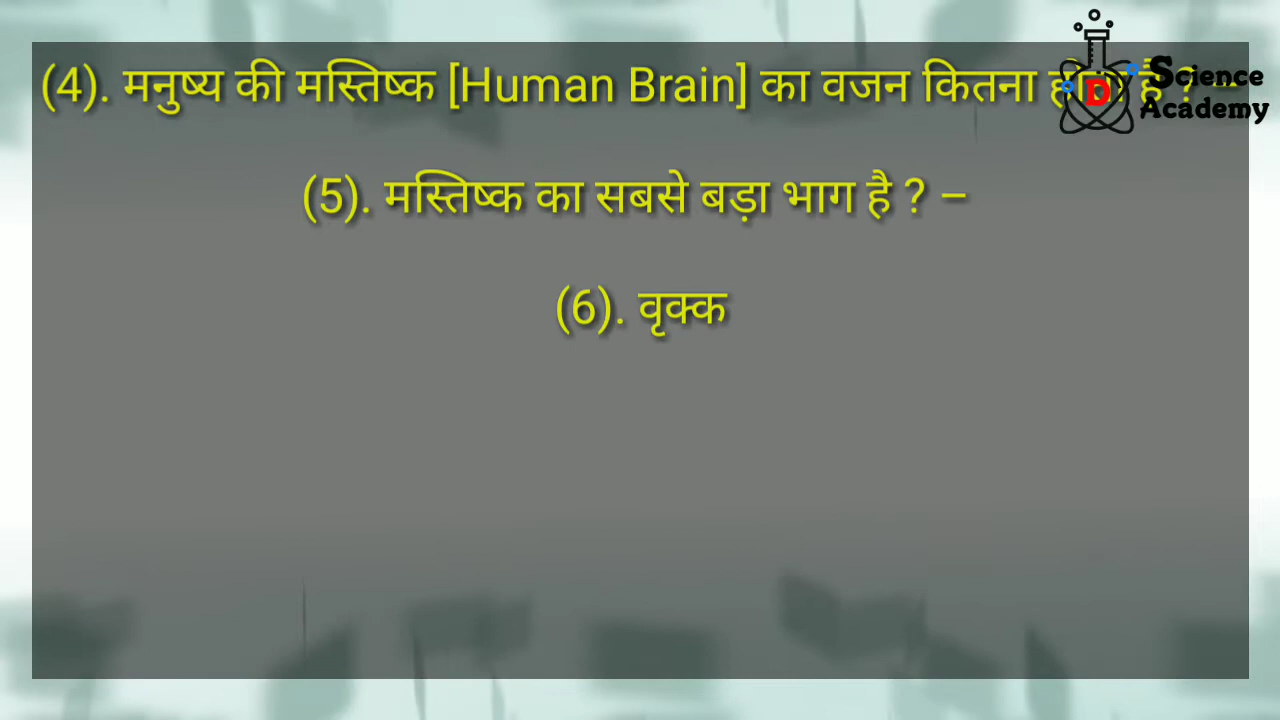 (4). मनुष्य की मस्तिष्क [Human Brain] का वजन कितना होता है ? –
(5). मस्तिष्क का सबसे बड़ा भाग है ? –
(6). वृक्क
D
Science
Academy